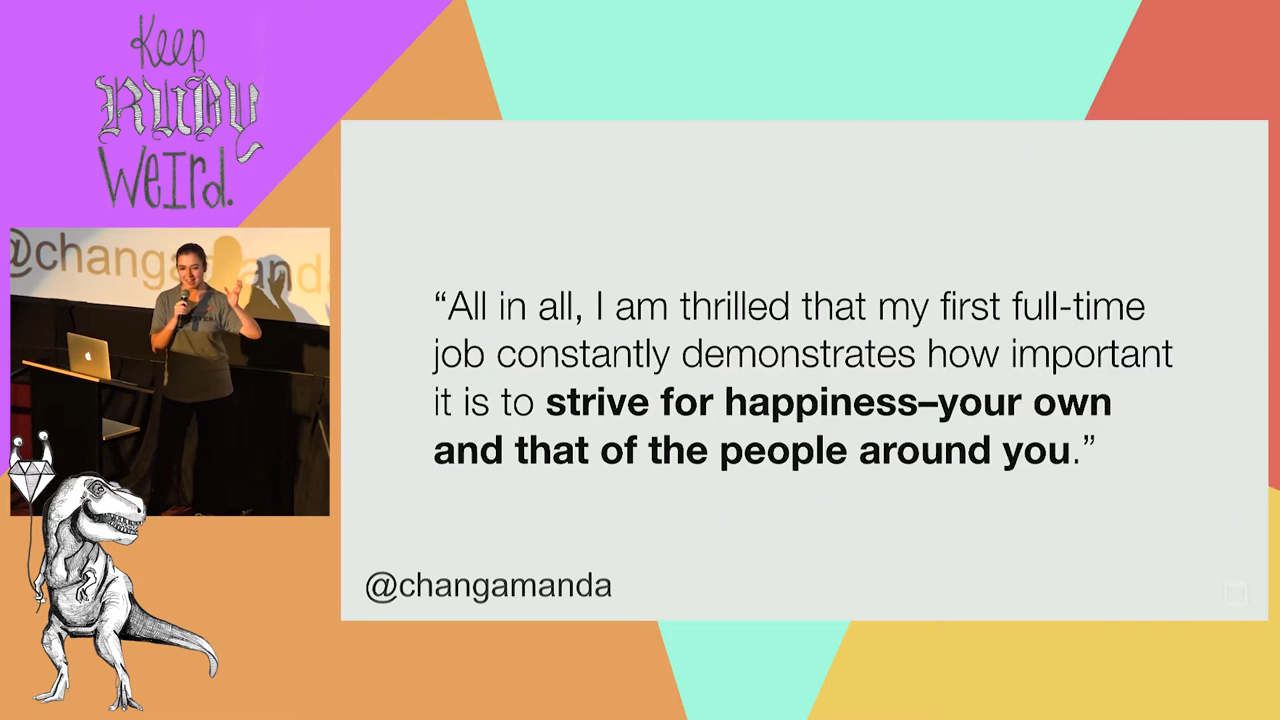 Keep
RUBY
WeIrd.
@changamanda
“All in all, I am thrilled that my first full-time
job constantly demonstrates how important
it is to strive for happiness–your own
and that of the people around you.”
@changamanda